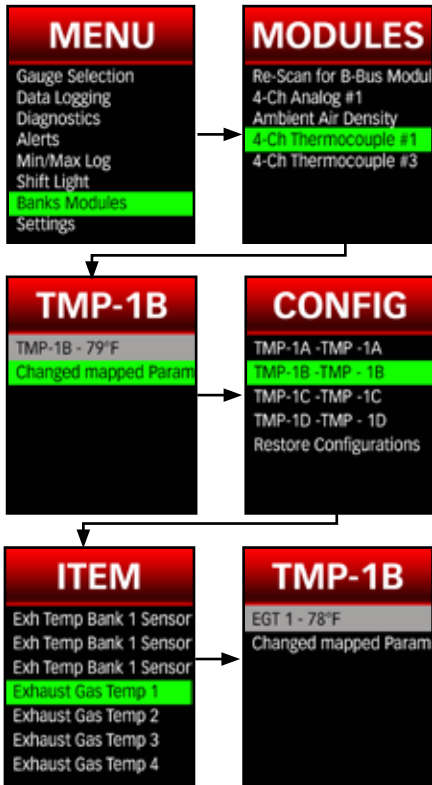 MENU
Gauge Selection
Data Logging
Diagnostics
Alerts
Min/Max Log
Shift Light
Banks Modules
Settings
MODULES
Re-Scan for B-Bus Modul
4-Ch Analog #1
Ambient Air Density
4-Ch Thermocouple #1
4-Ch Thermocouple #3
TMP-1B
TMP-1B - 79°F
Changed mapped Param
CONFIG
TMP-1A -TMP -1A
TMP-1B -TMP - 1B
TMP-1C -TMP -1C
TMP-1D -TMP - 1D
Restore Configurations
ITEM
Exh Temp Bank 1 Sensor
Exh Temp Bank 1 Sensor
Exh Temp Bank 1 Sensor
Exhaust Gas Temp 1
Exhaust Gas Temp 2
Exhaust Gas Temp 3
Exhaust Gas Temp 4
TMP-1B
EGT 1 - 78°F
Changed mapped Param